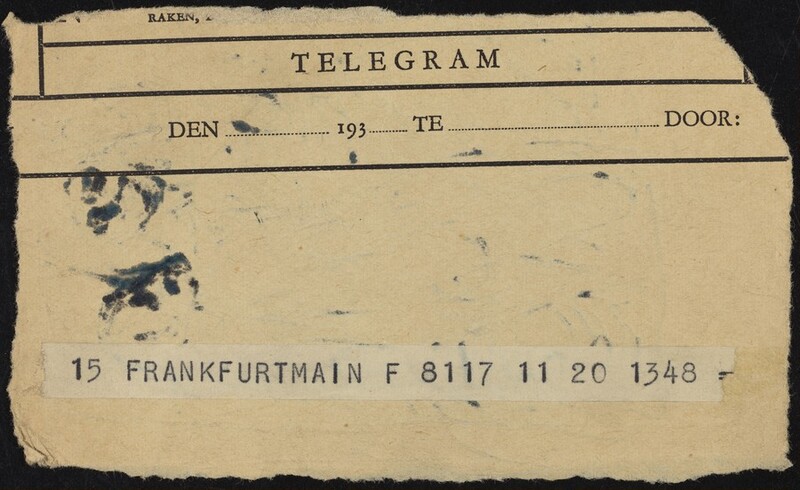 RAKEN,
TELEGRAM
DEN 193 TE DOOR:
15 FRANKFURTMAIN F 8117 11 20 1348 =